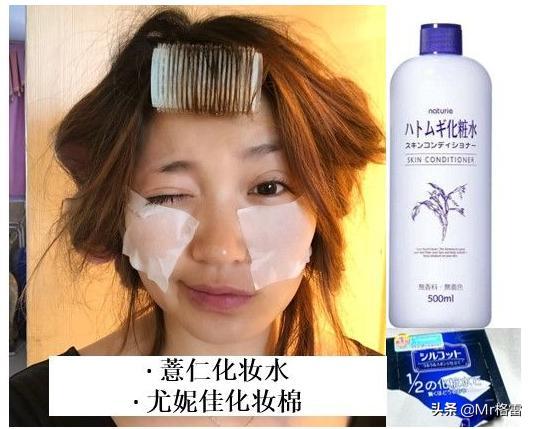 naturie
ハトムギ化粧水
スキンコンディショナー
SKIN CONDITIONER
無香料・無着色
500ml
シルコット
1/2の化粧水で
・薏仁化妆水
・尤妮佳化妆棉
头条 @Mr格雷